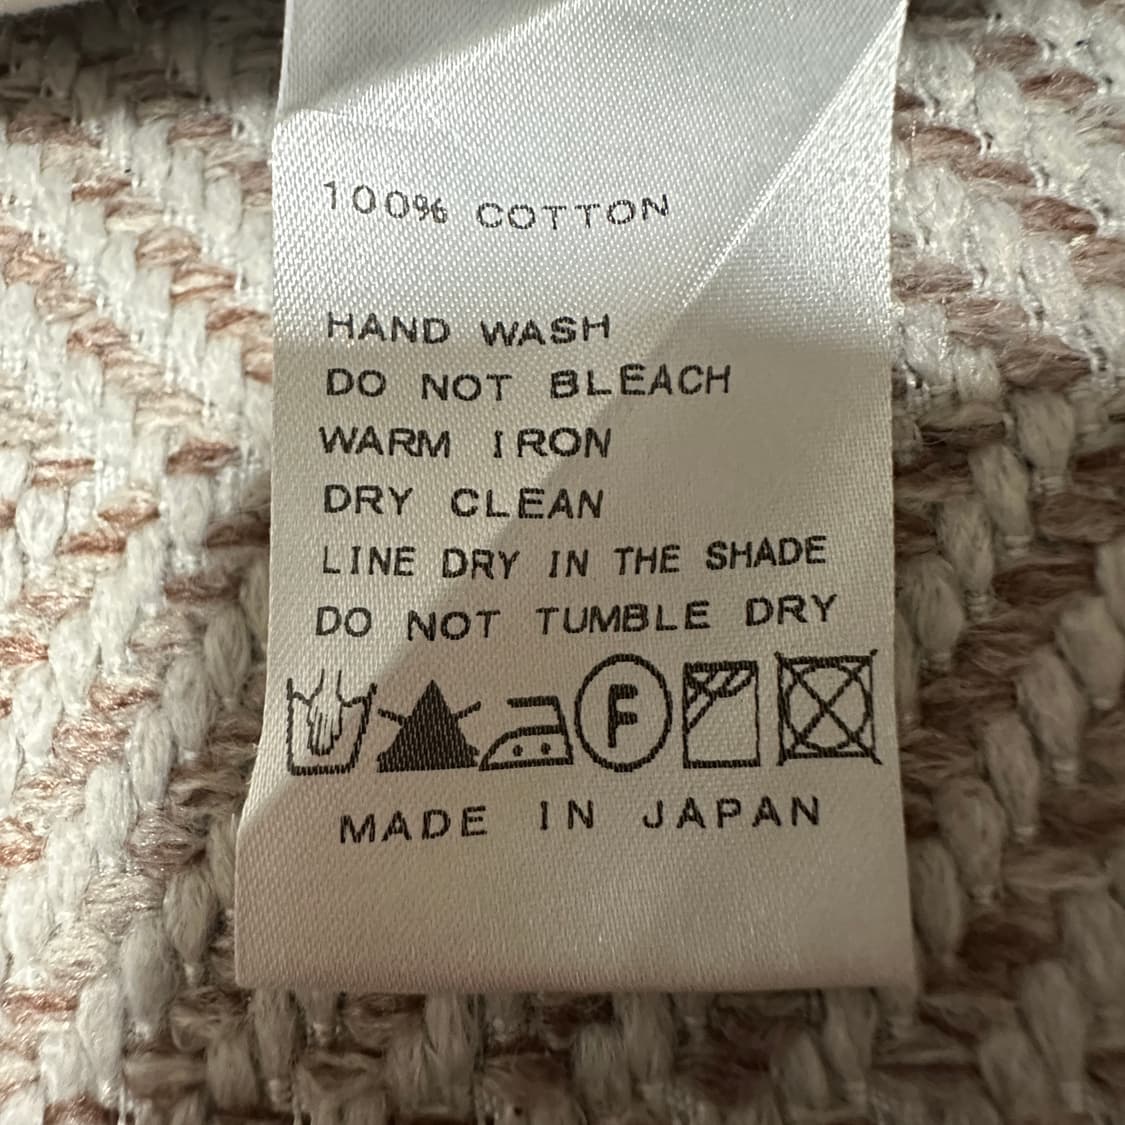 100% COTTON
HAND WASH
DO NOT BLEACH
WARM IRON
DRY CLEAN
LINE DRY IN THE SHADE
DO NOT TUMBLE DRY
F
MADE IN JAPAN